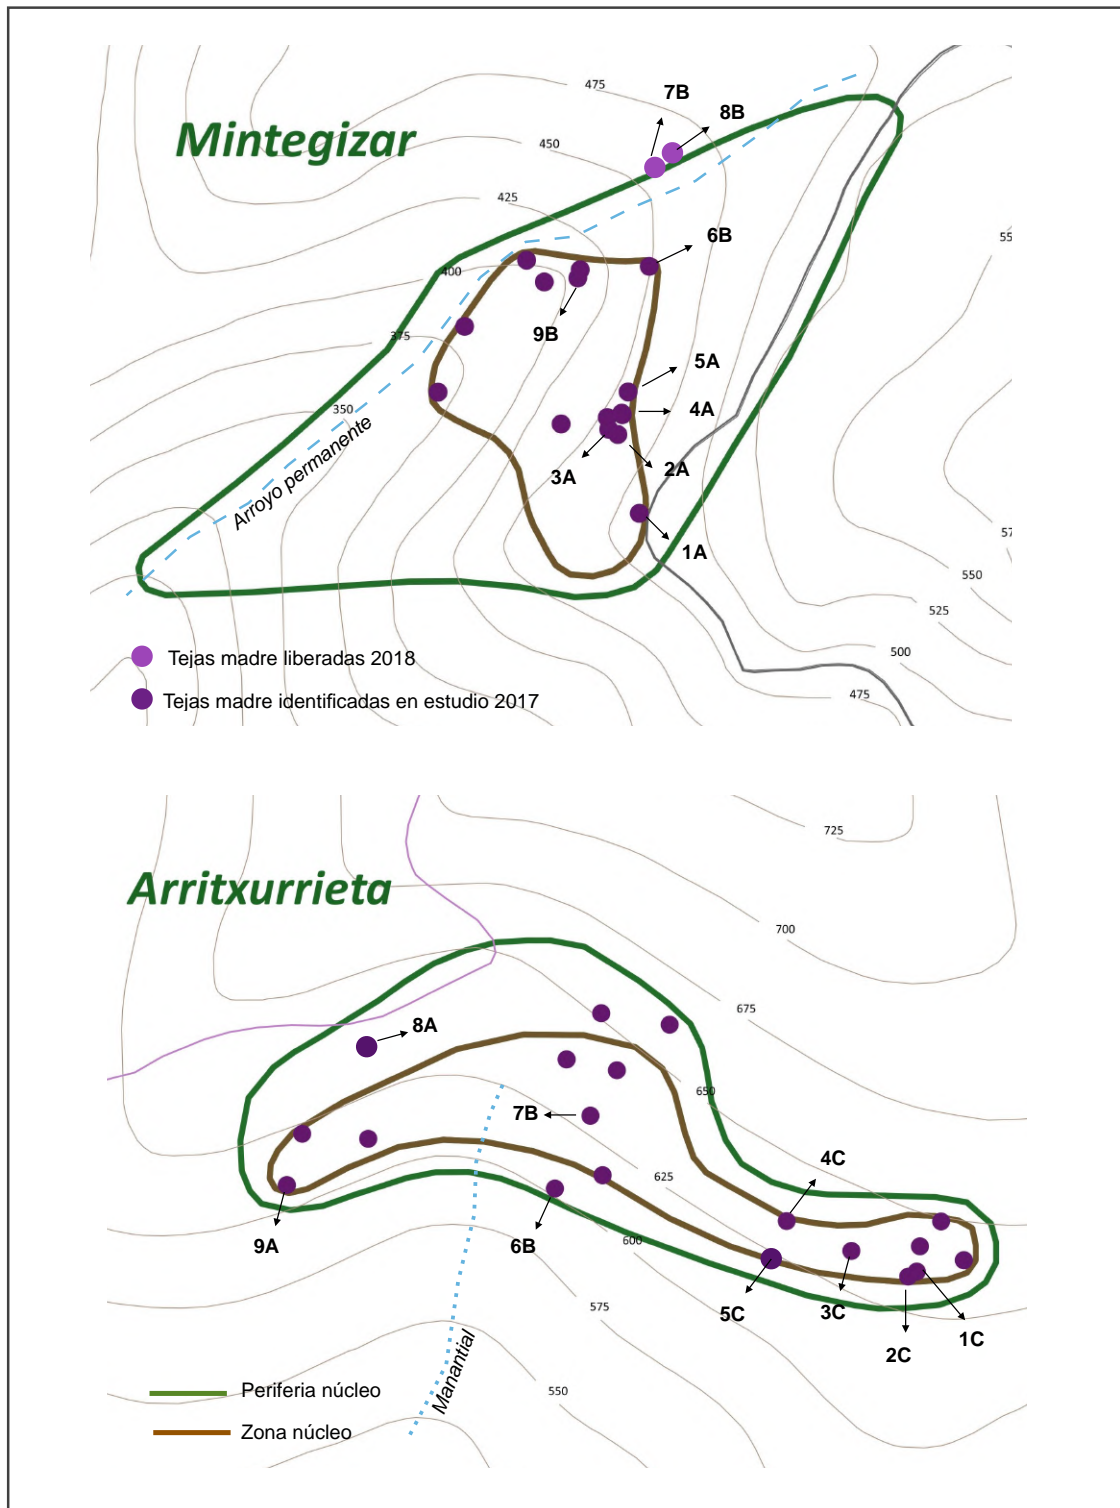 475
7B
8B
Mintegizar
450
425
6B
55
400
9B
375
5A
350
4A
Arroyo permanente
3A
2A
57
1A
550
525
500
Tejas madre liberadas 2018
475
Tejas madre identificadas en estudio 2017
725
Arritxurrieta
700
675
8A
650
7B
4C
625
9A
6B
600
575
5C
3C
1C
2C
Manantial
550
Periferia núcleo
Zona núcleo